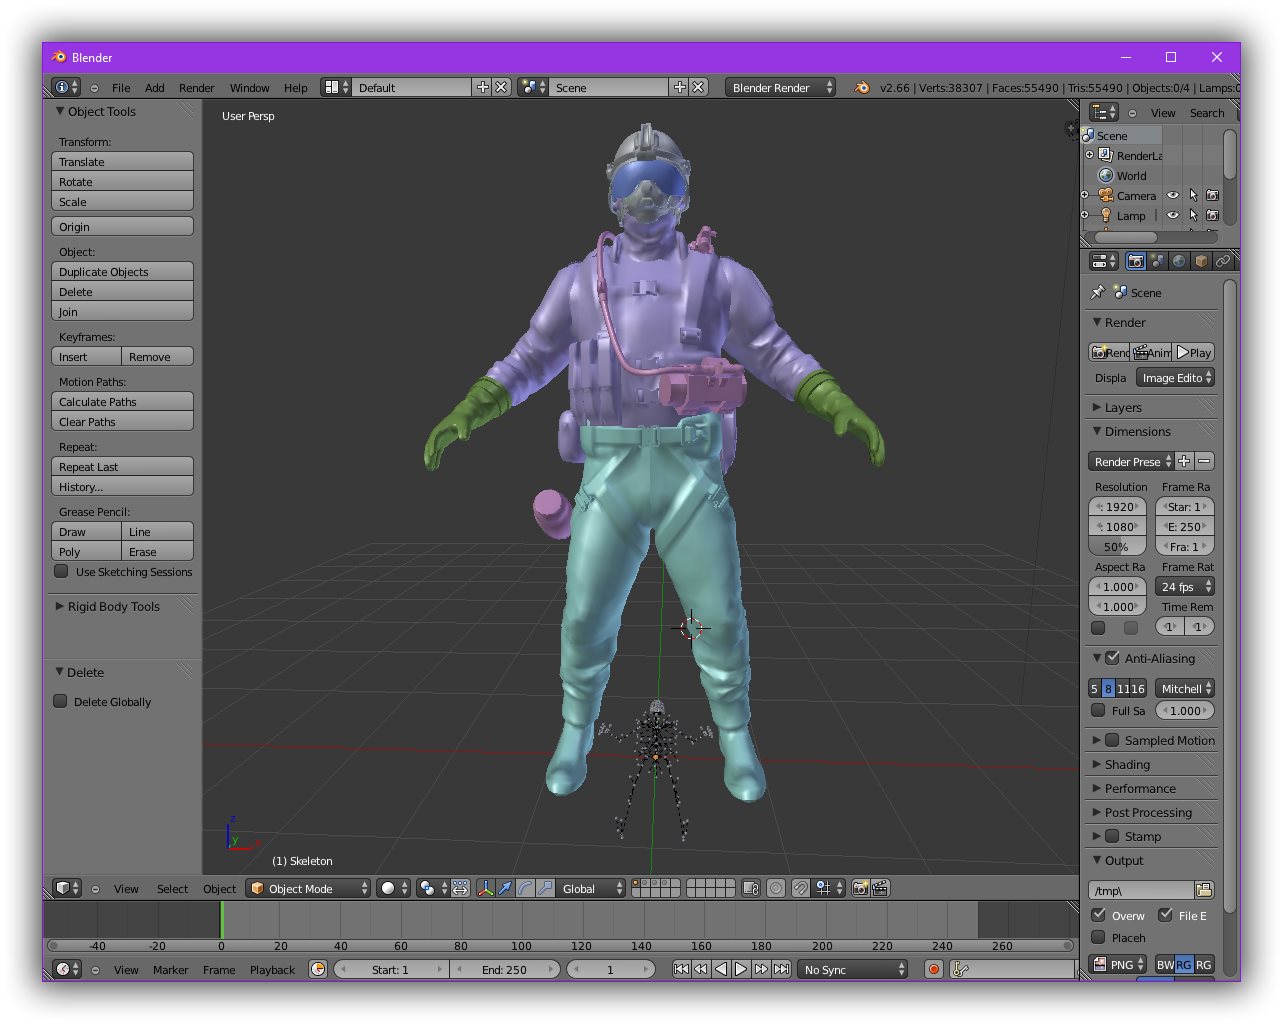 Blender
File Add Render Window Help Default Scene Blender Render v2.66 | Verts:38307 | Faces:55490 | Tris:55490 | Objects:0/4 | Lamps:0
Object Tools
Transform:
Translate
Rotate
Scale
Origin
Object:
Duplicate Objects
Delete
Join
Keyframes:
Insert Remove
Motion Paths:
Calculate Paths
Clear Paths
Repeat:
Repeat Last
History...
Grease Pencil:
Draw Line
Poly Erase
Use Sketching Sessions
Rigid Body Tools
Delete
Delete Globally
User Persp
z
y
x
(1) Skeleton
View Search
Scene
RenderLa
World
Camera
Lamp
Scene
Render
Renc Anim Play
Displa Image Edito
Layers
Dimensions
Render Prese
Resolution Frame Ra
: 1920 Star: 1
: 1080 E: 250
50% Fra: 1
Aspect Ra Frame Rat
1.000 24 fps
1.000 Time Rem
1 1
Anti-Aliasing
5 8 11 16 Mitchell
Full Sa 1.000
Sampled Motion
Shading
Performance
Post Processing
Stamp
Output
/tmp\
Overw File E
Placeh
PNG BW RG RG
View Select Object Object Mode Global
-40 -20 0 20 40 60 80 100 120 140 160 180 200 220 240 260
View Marker Frame Playback Start: 1 End: 250 1 No Sync